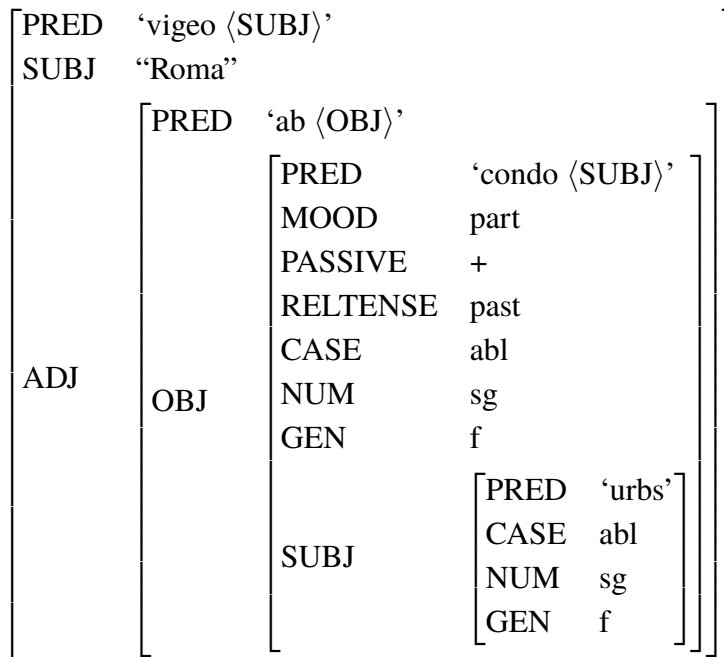 PRED ‘vigeo ⟨SUBJ⟩’
SUBJ “Roma”
ADJ
PRED ‘ab ⟨OBJ⟩’
OBJ
PRED ‘condo ⟨SUBJ⟩’
MOOD part
PASSIVE +
RELTENSE past
CASE abl
NUM sg
GEN f
SUBJ
PRED ‘urbs’
CASE abl
NUM sg
GEN f